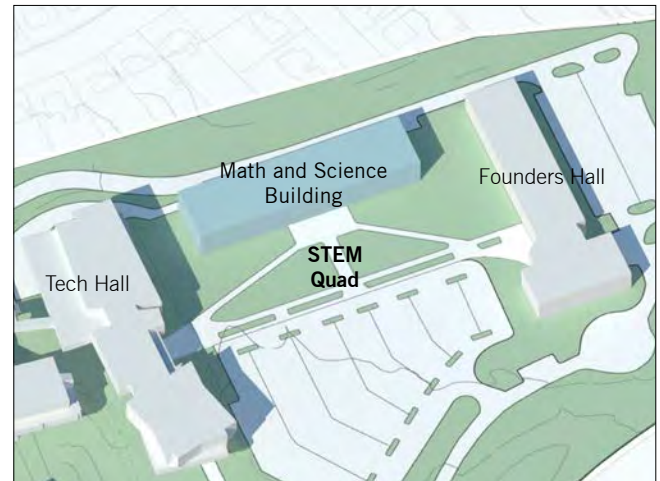 Math and Science
Building
Founders Hall
STEM
Quad
Tech Hall